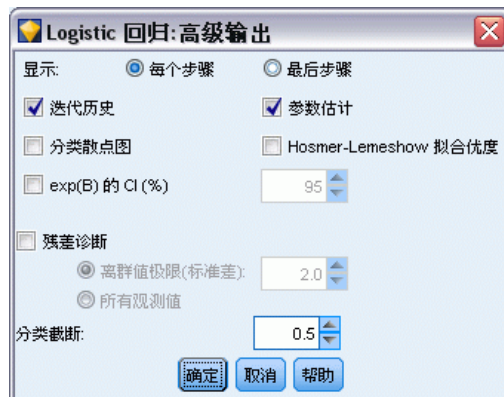 Logistic 回归:高级输出
显示: 每个步骤 最后步骤
迭代历史 参数估计
分类散点图 Hosmer-Lemeshow 拟合优度
exp(B) 的 CI (%) 95
残差诊断
离群值极限(标准差): 2.0
所有观测值
分类截断: 0.5
确定 取消 帮助